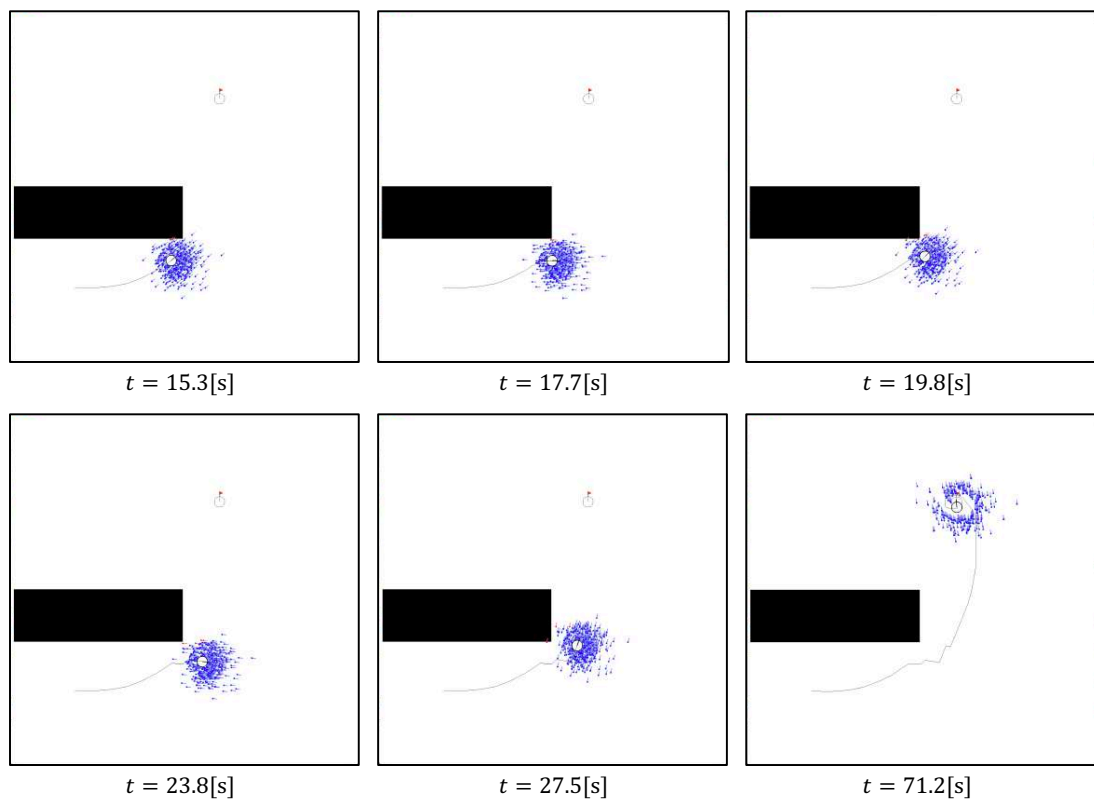 t = 15.3[s]
t = 17.7[s]
t = 19.8[s]
t = 23.8[s]
t = 27.5[s]
t = 71.2[s]